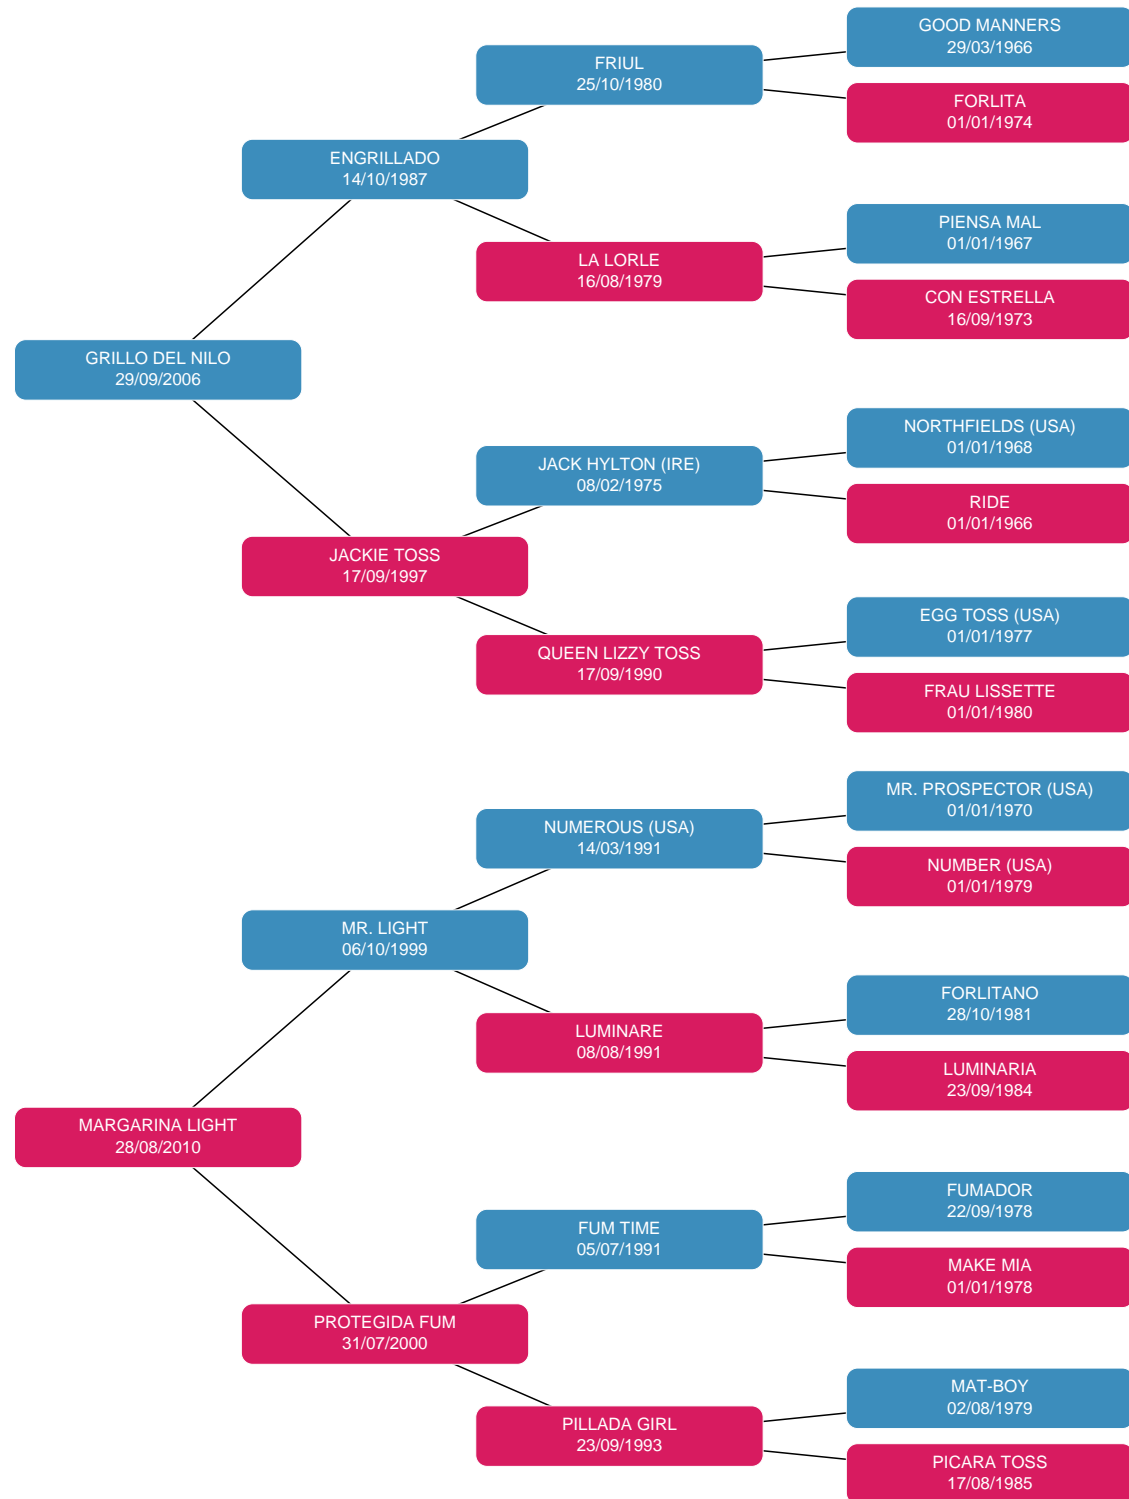 GOOD MANNERS
29/03/1966
FRIUL
25/10/1980
FORLITA
01/01/1974
ENGRILLADO
14/10/1987
PIENSA MAL
01/01/1967
LA LORLE
16/08/1979
CON ESTRELLA
16/09/1973
GRILLO DEL NILO
29/09/2006
NORTHFIELDS (USA)
01/01/1968
JACK HYLTON (IRE)
08/02/1975
RIDE
01/01/1966
JACKIE TOSS
17/09/1997
EGG TOSS (USA)
01/01/1977
QUEEN LIZZY TOSS
17/09/1990
FRAU LISSETTE
01/01/1980
MR. PROSPECTOR (USA)
01/01/1970
NUMEROUS (USA)
14/03/1991
NUMBER (USA)
01/01/1979
MR. LIGHT
06/10/1999
FORLITANO
28/10/1981
LUMINARE
08/08/1991
LUMINARIA
23/09/1984
MARGARINA LIGHT
28/08/2010
FUMADOR
22/09/1978
FUM TIME
05/07/1991
MAKE MIA
01/01/1978
PROTEGIDA FUM
31/07/2000
MAT-BOY
02/08/1979
PILLADA GIRL
23/09/1993
PICARA TOSS
17/08/1985